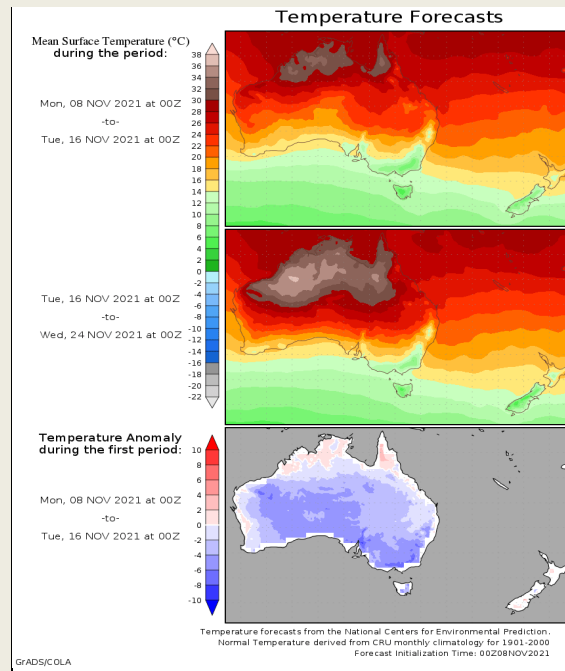 Temperature Forecasts
Mean Surface Temperature (°C)
during the period:
Mon, 08 NOV 2021 at 00Z
-to-
Tue, 16 NOV 2021 at 00Z
38
36
34
32
30
28
26
24
22
20
18
16
14
12
10
8
6
4
2
0
-2
-4
-6
-8
-10
-12
-14
-16
-18
-20
-22
Tue, 16 NOV 2021 at 00Z
-to-
Wed, 24 NOV 2021 at 00Z
Temperature Anomaly
during the first period:
Mon, 08 NOV 2021 at 00Z
-to-
Tue, 16 NOV 2021 at 00Z
10
8
6
4
2
0
-2
-4
-6
-8
-10
Temperature forecasts from the National Centers for Environmental Prediction.
Normal Temperature derived from CRU monthly climatology for 1901-2000
Forecast Initialization Time: 00Z08NOV2021
GrADS/COLA